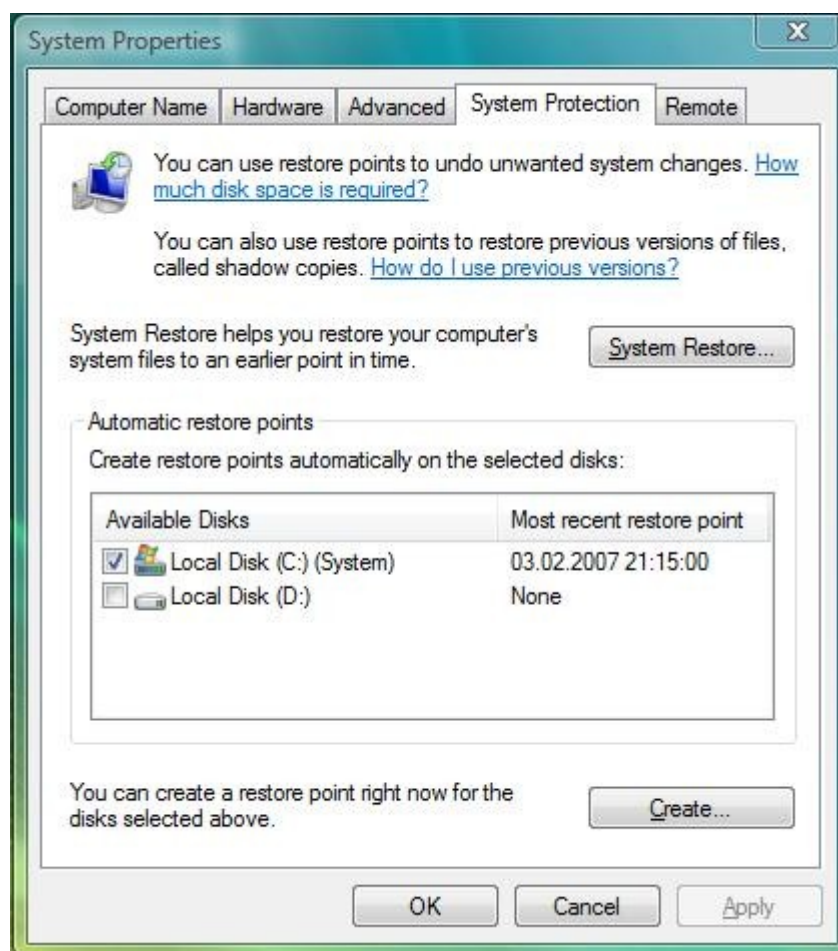 System Properties
Computer Name Hardware Advanced System Protection Remote
You can use restore points to undo unwanted system changes. How
much disk space is required?
You can also use restore points to restore previous versions of files,
called shadow copies. How do I use previous versions?
System Restore helps you restore your computer's
system files to an earlier point in time.
System Restore...
Automatic restore points
Create restore points automatically on the selected disks:
Available Disks Most recent restore point
Local Disk (C:) (System) 03.02.2007 21:15:00
Local Disk (D:) None
You can create a restore point right now for the
disks selected above.
Create...
OK Cancel Apply